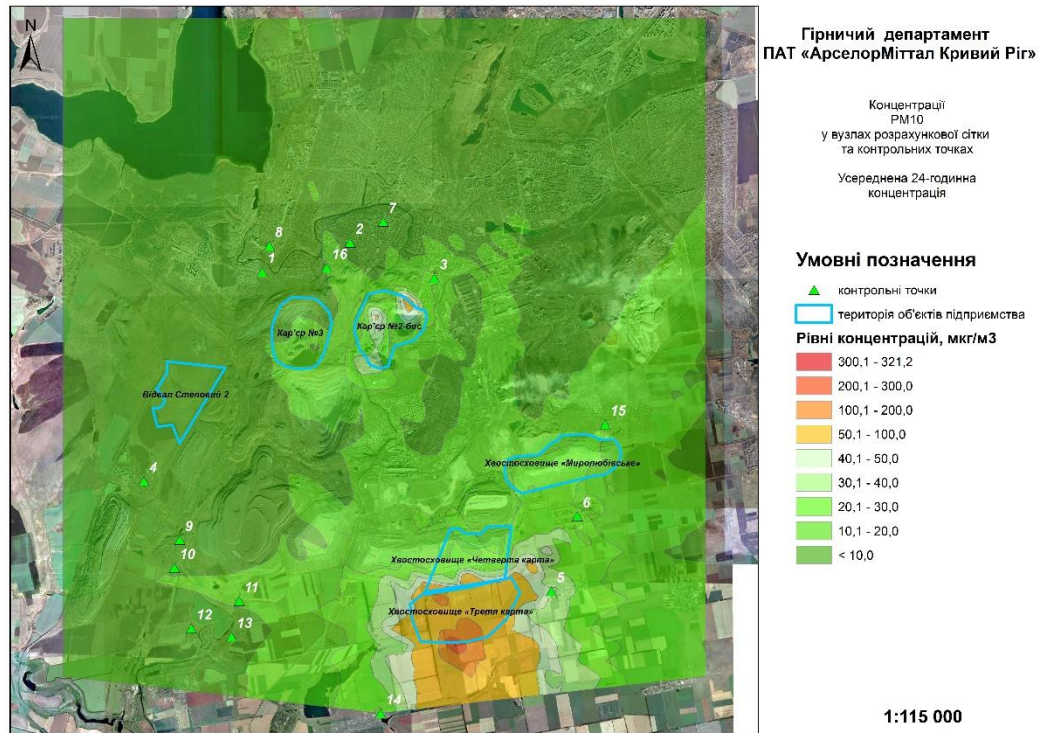 N
7
2
8
1
16
3
Кар'єр №3
Кар'єр №2-бис
Відвал Степовий 2
15
Хвостосховище «Миролюбівське»
4
6
9
Хвостосховище «Четверта карта»
10
5
11
Хвостосховище «Третя карта»
12
13
14
Гірничий департамент
ПАТ «АрселорМіттал Кривий Ріг»
Концентрації
PM10
у вузлах розрахункової сітки
та контрольних точках
Усереднена 24-годинна
концентрація
Умовні позначення
контрольні точки
територія об'єктів підприємства
Рівні концентрацій, мкг/м3
300,1 - 321,2
200,1 - 300,0
100,1 - 200,0
50,1 - 100,0
40,1 - 50,0
30,1 - 40,0
20,1 - 30,0
10,1 - 20,0
< 10,0
1:115 000